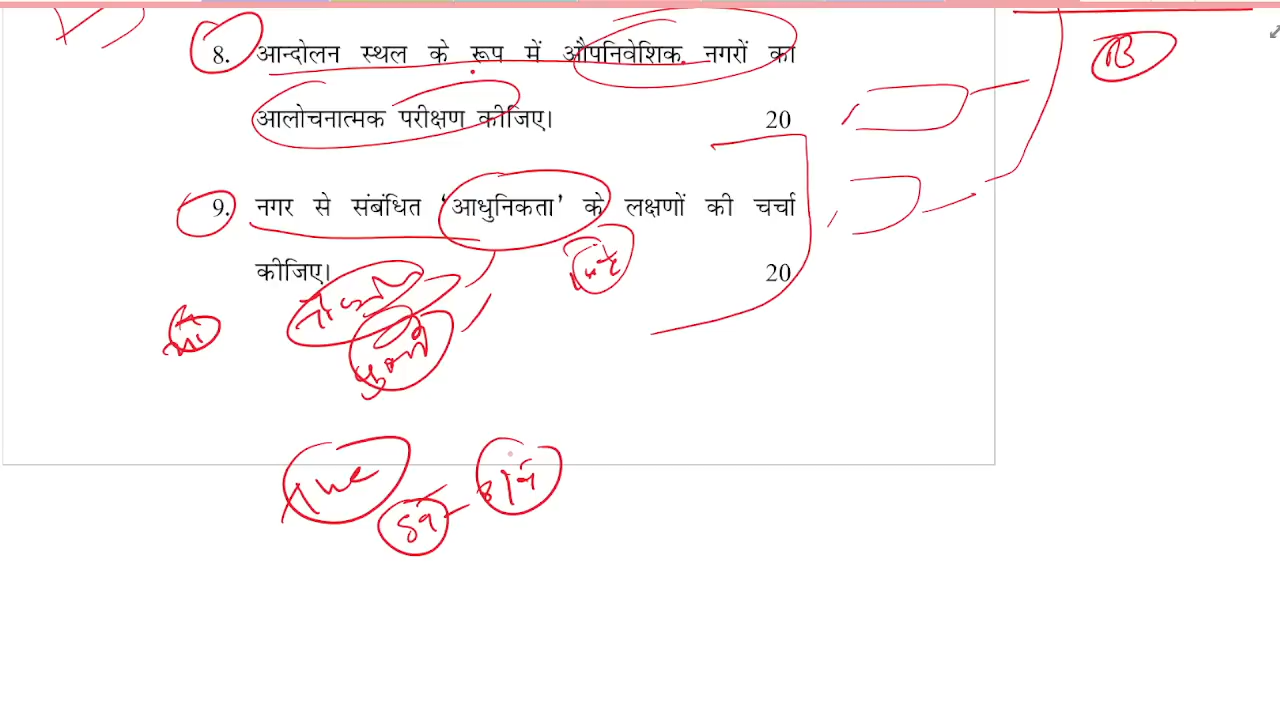 8. आन्दोलन स्थल के रूप में औपनिवेशिक नगरों का
आलोचनात्मक परीक्षण कीजिए। 20
B
9. नगर से संबंधित ‘आधुनिकता’ के लक्षणों की चर्चा
कीजिए। 20